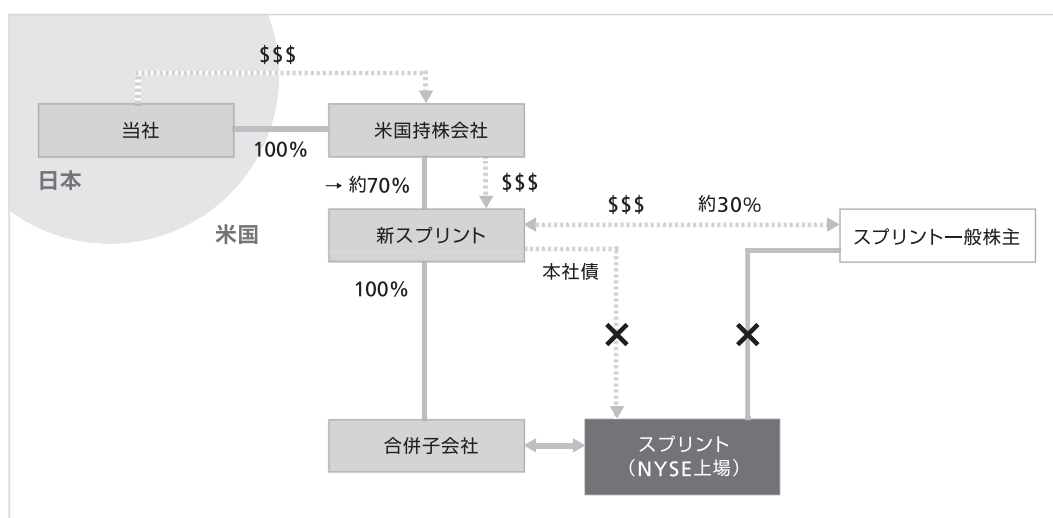 $$$
当社
米国持株会社
100%
日本
→ 約70%
$$$
$$$
約30%
米国
新スプリント
スプリント一般株主
本社債
100%
合併子会社
スプリント
（NYSE上場）